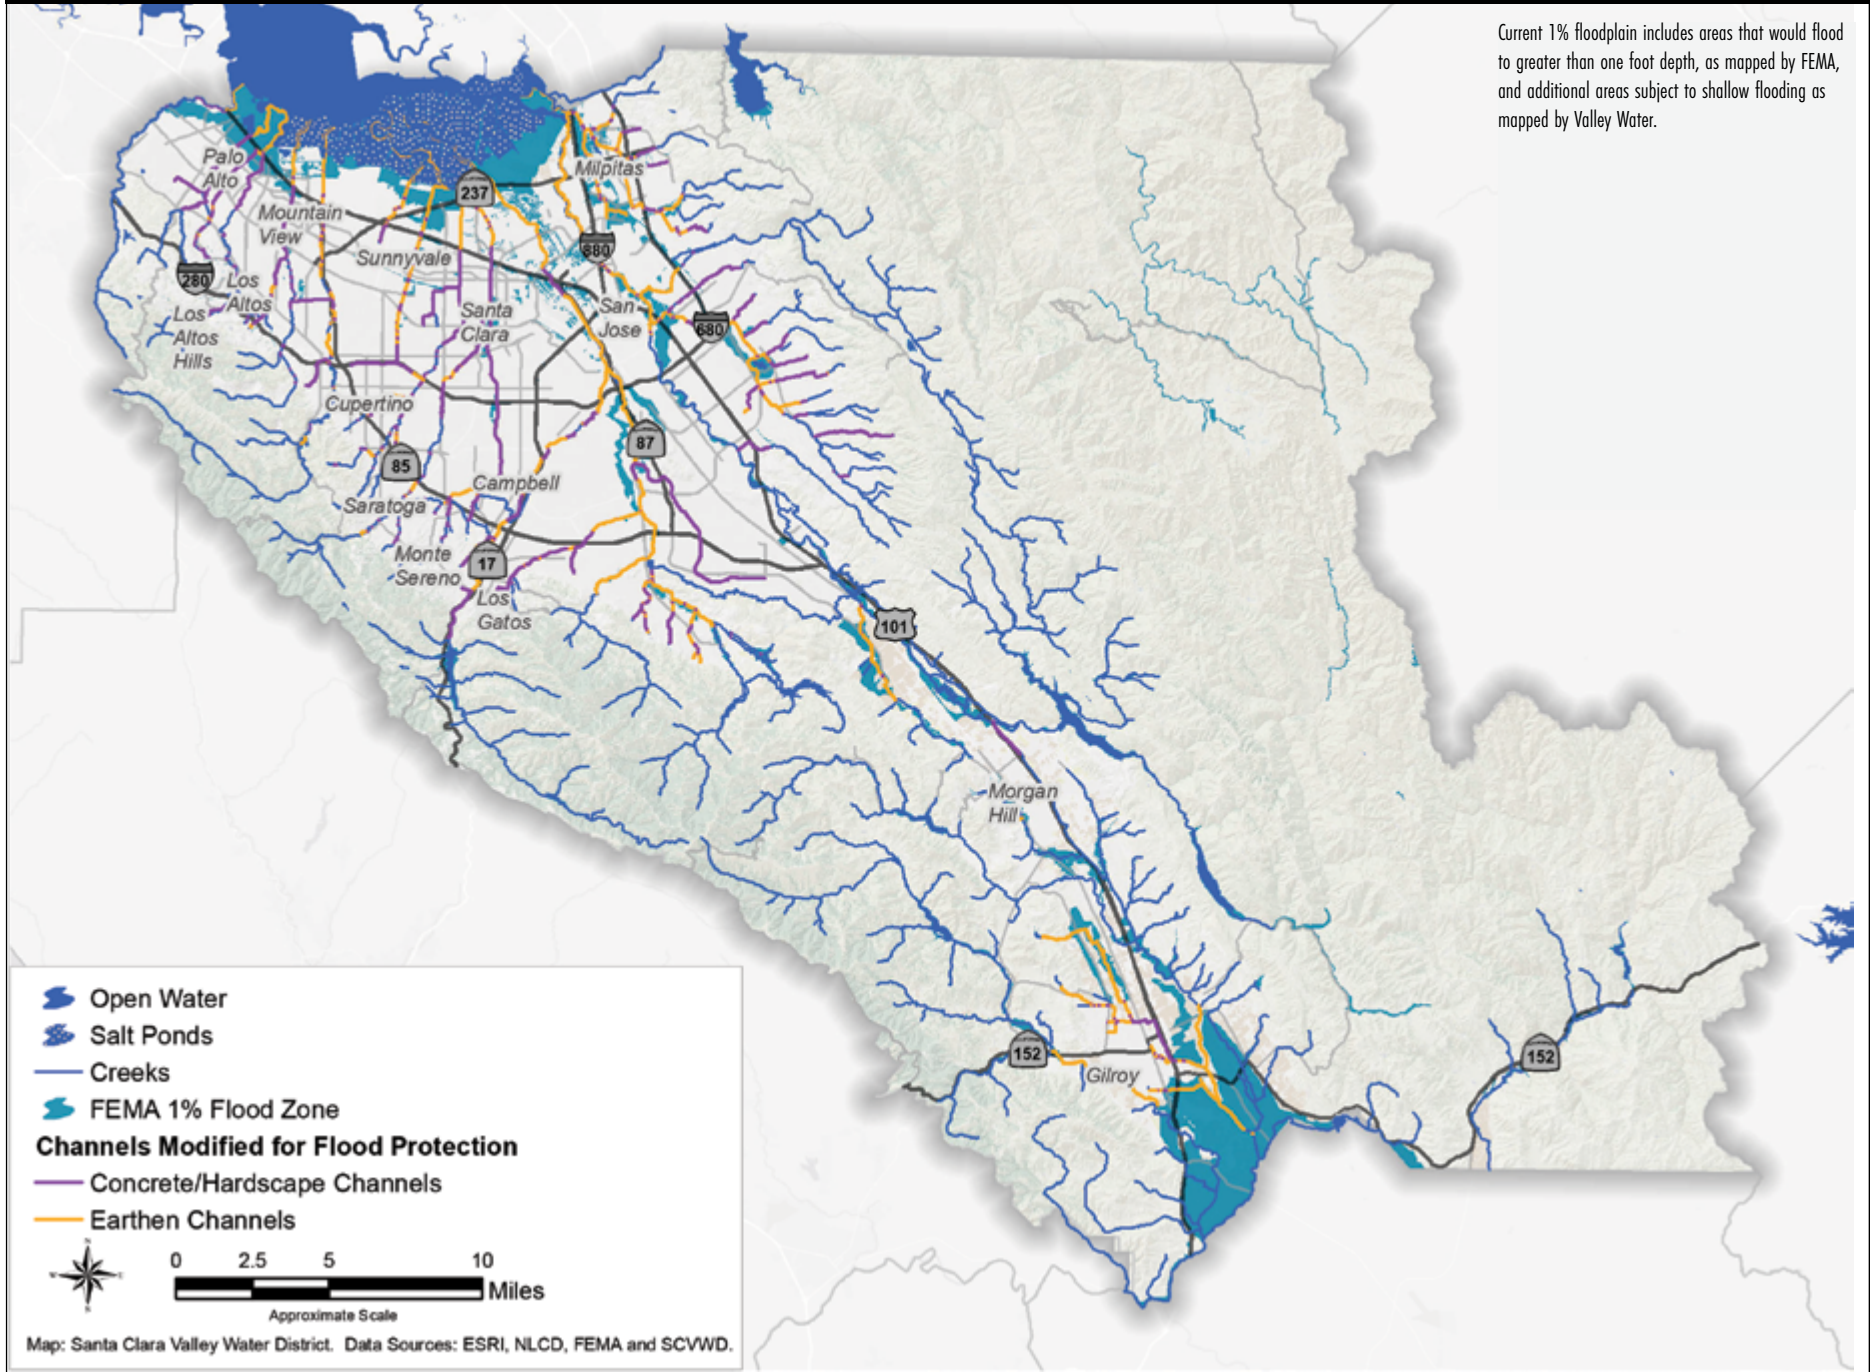 Current 1% floodplain includes areas that would flood
to greater than one foot depth, as mapped by FEMA,
and additional areas subject to shallow flooding as
mapped by Valley Water.
Palo
Alto
Milpitas
237
Mountain
View
Sunnyvale
880
280
Los
Altos
Los
Altos
Hills
Santa
Clara
San
Jose
680
Cupertino
87
85
Campbell
Saratoga
Monte
Sereno
17
Los
Gatos
101
Morgan
Hill
152
Gilroy
152
Open Water
Salt Ponds
Creeks
FEMA 1% Flood Zone
Channels Modified for Flood Protection
Concrete/Hardscape Channels
Earthen Channels
N
W
E
S
0 2.5 5 10
Miles
Approximate Scale
Map: Santa Clara Valley Water District. Data Sources: ESRI, NLCD, FEMA and SCVWD.